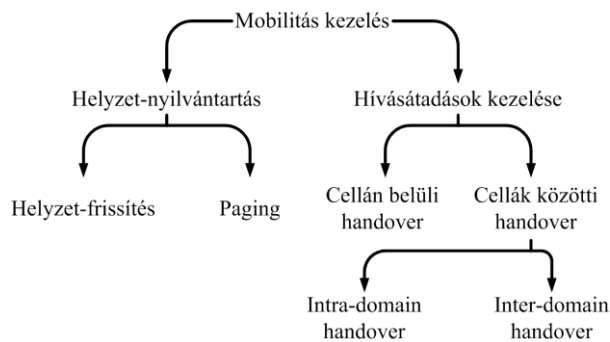 Mobilitás kezelés
Helyzet-nyilvántartás
Hívásátadások kezelése
Helyzet-frissítés
Paging
Cellán belüli
handover
Cellák közötti
handover
Intra-domain
handover
Inter-domain
handover